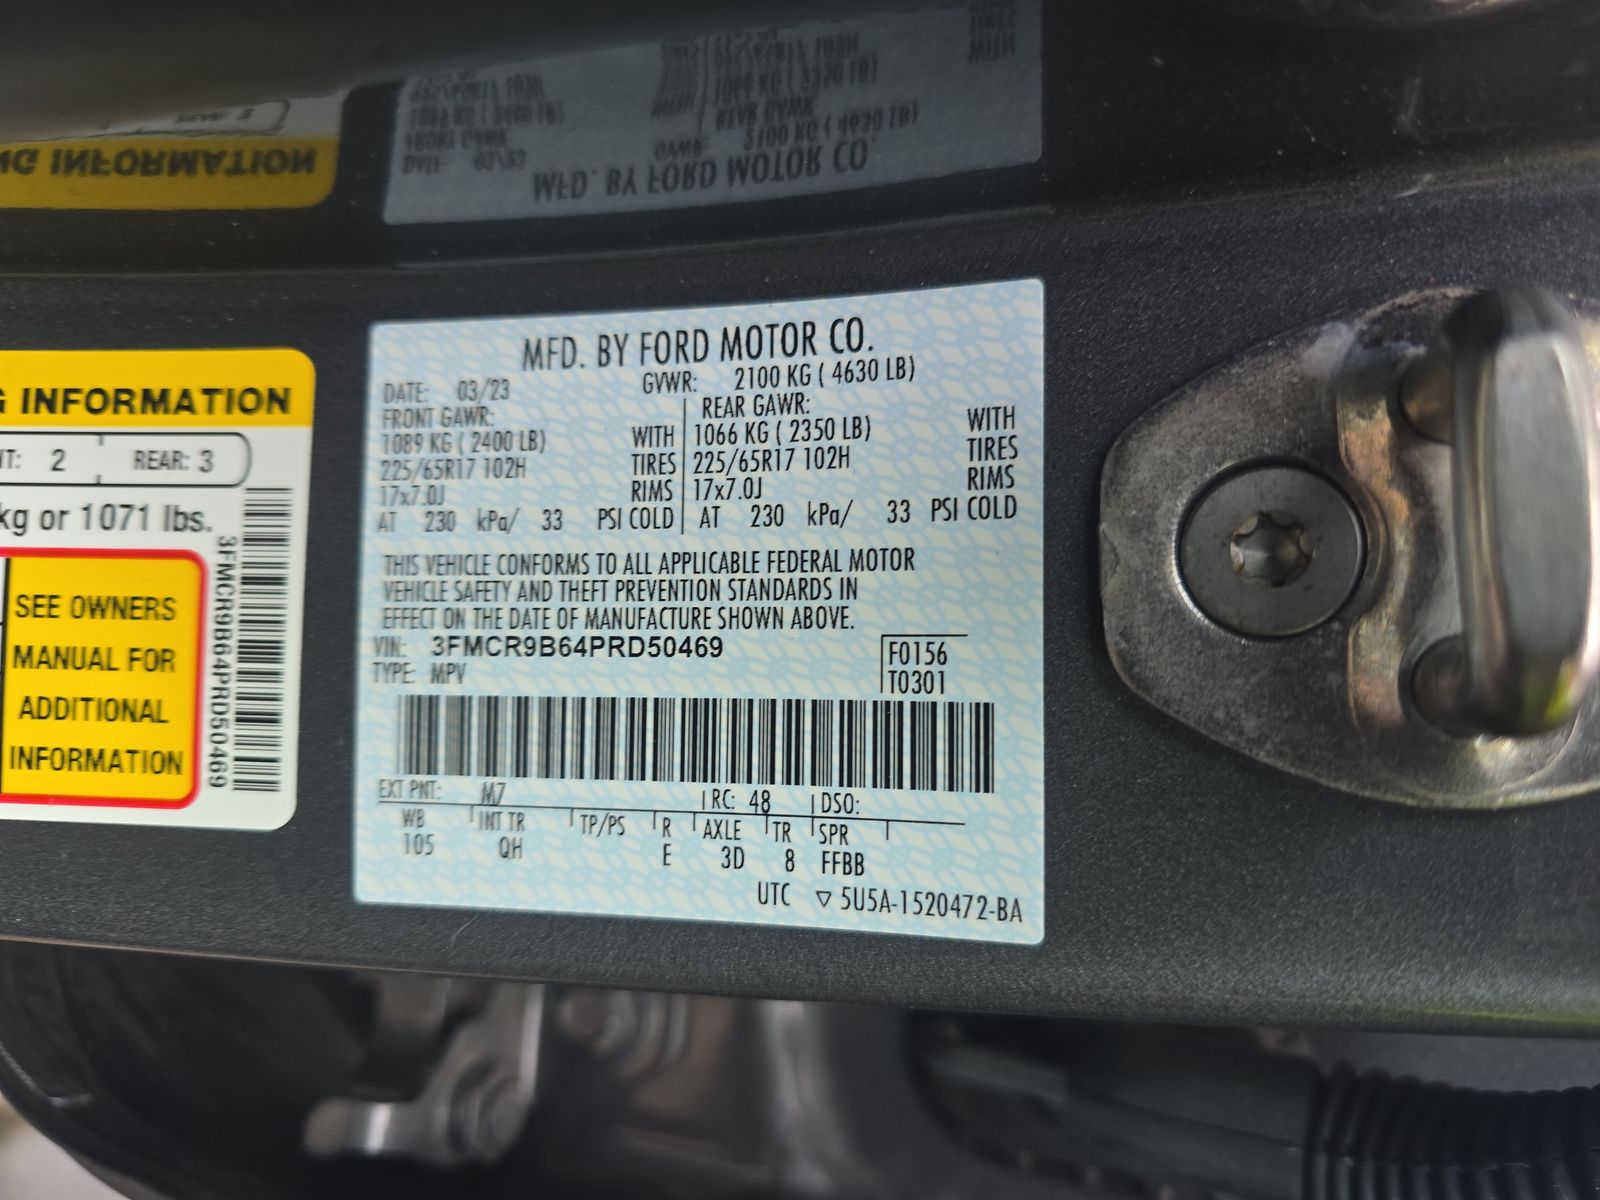 MFD. BY FORD MOTOR CO.
DATE: 03/23 GVWR: 2100 KG ( 4630 LB)
FRONT GAWR: REAR GAWR:
1089 KG ( 2400 LB) WITH 1066 KG ( 2350 LB) WITH
225/65R17 102H TIRES 225/65R17 102H TIRES
17x7.0J RIMS 17x7.0J RIMS
AT 230 kPa/ 33 PSI COLD AT 230 kPa/ 33 PSI COLD
THIS VEHICLE CONFORMS TO ALL APPLICABLE FEDERAL MOTOR
VEHICLE SAFETY AND THEFT PREVENTION STANDARDS IN
EFFECT ON THE DATE OF MANUFACTURE SHOWN ABOVE.
VIN: 3FMCR9B64PRD50469
TYPE: MPV
F0156
T0301
EXT PNT: M7 RC: 48 DSO:
WB INT TR TP/PS R AXLE TR SPR
105 QH E 3D 8 FFBB
UTC ▽ 5U5A-1520472-BA
INFORMATION
2 REAR: 3
kg or 1071 lbs.
3FMCR9B64PRD50469
SEE OWNERS
MANUAL FOR
ADDITIONAL
INFORMATION